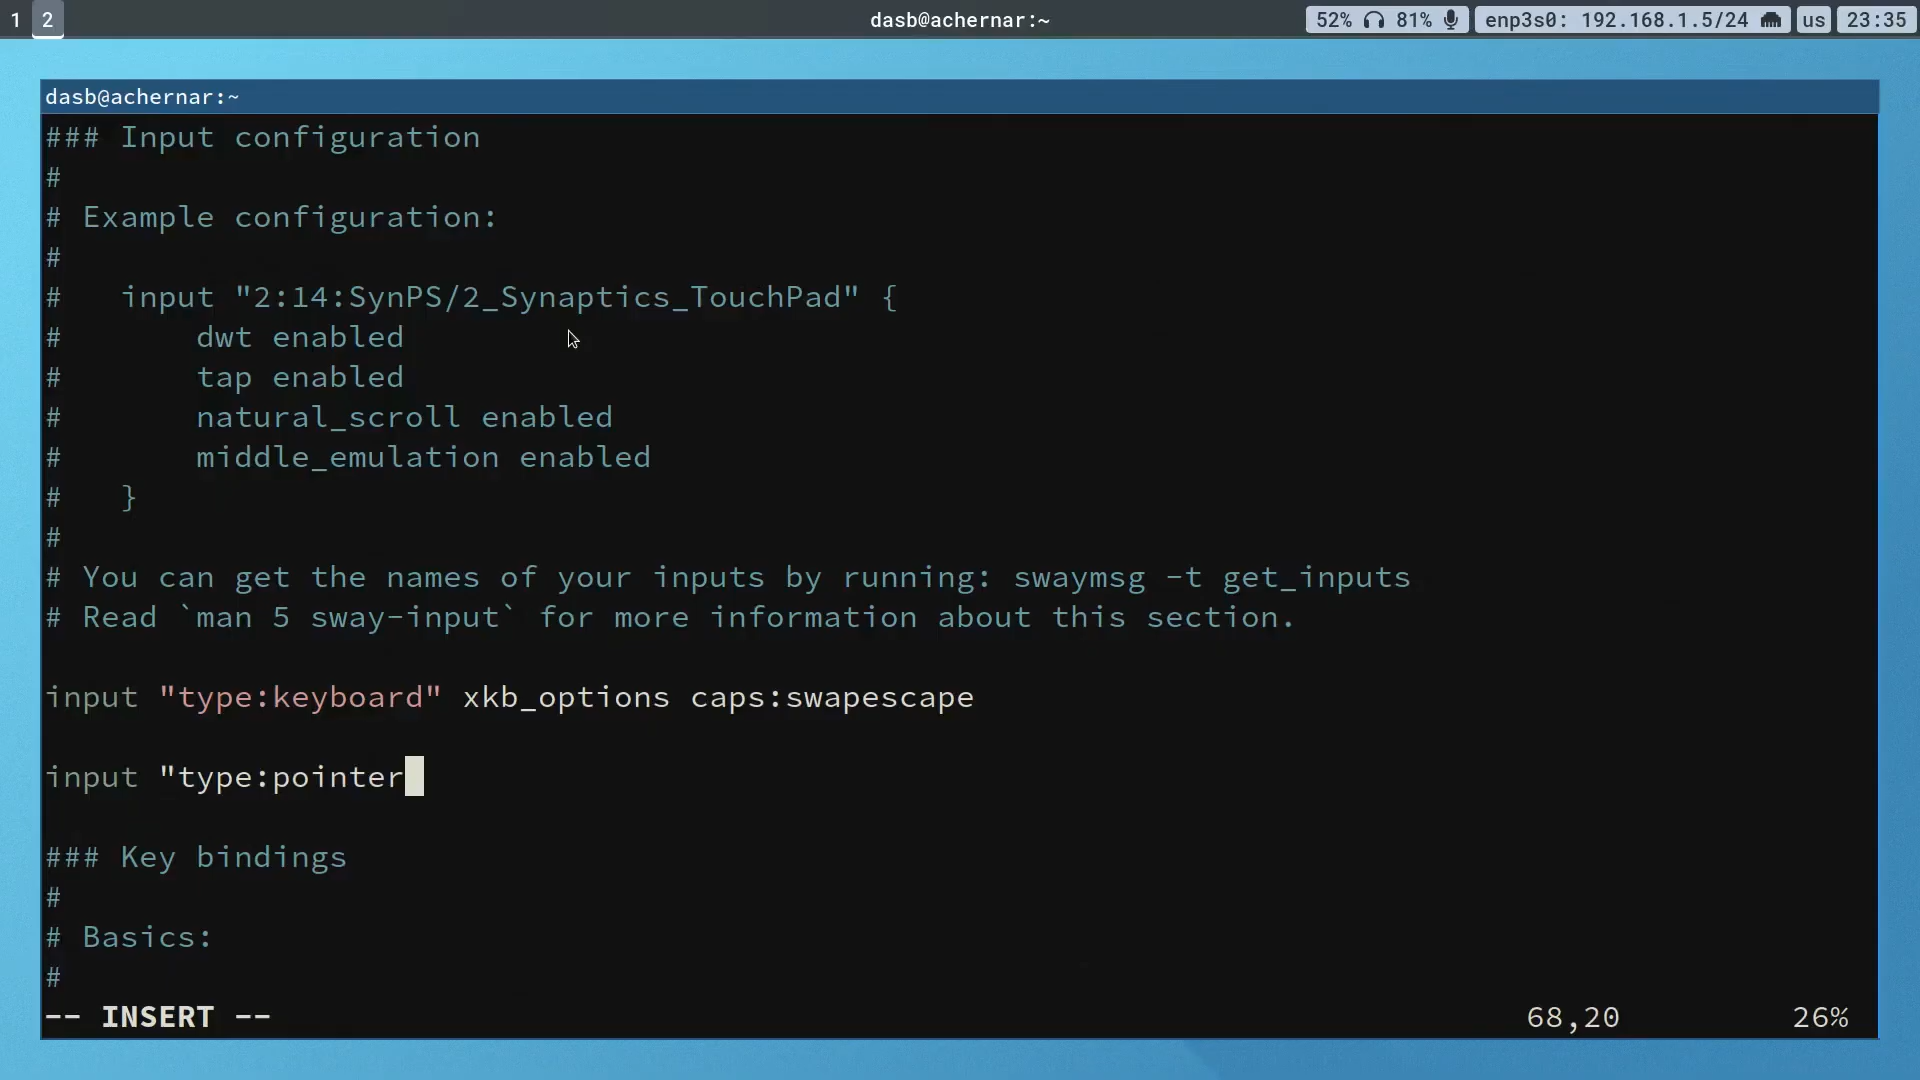 1 2 dasb@achernar:~ 52% 81% enp3s0: 192.168.1.5/24 us 23:35
dasb@achernar:~
### Input configuration
#
# Example configuration:
#
#   input "2:14:SynPS/2_Synaptics_TouchPad" {
#       dwt enabled
#       tap enabled
#       natural_scroll enabled
#       middle_emulation enabled
#   }
#
# You can get the names of your inputs by running: swaymsg -t get_inputs
# Read `man 5 sway-input` for more information about this section.
input "type:keyboard" xkb_options caps:swapescape
input "type:pointer
### Key bindings
#
# Basics:
#
-- INSERT -- 68,20 26%